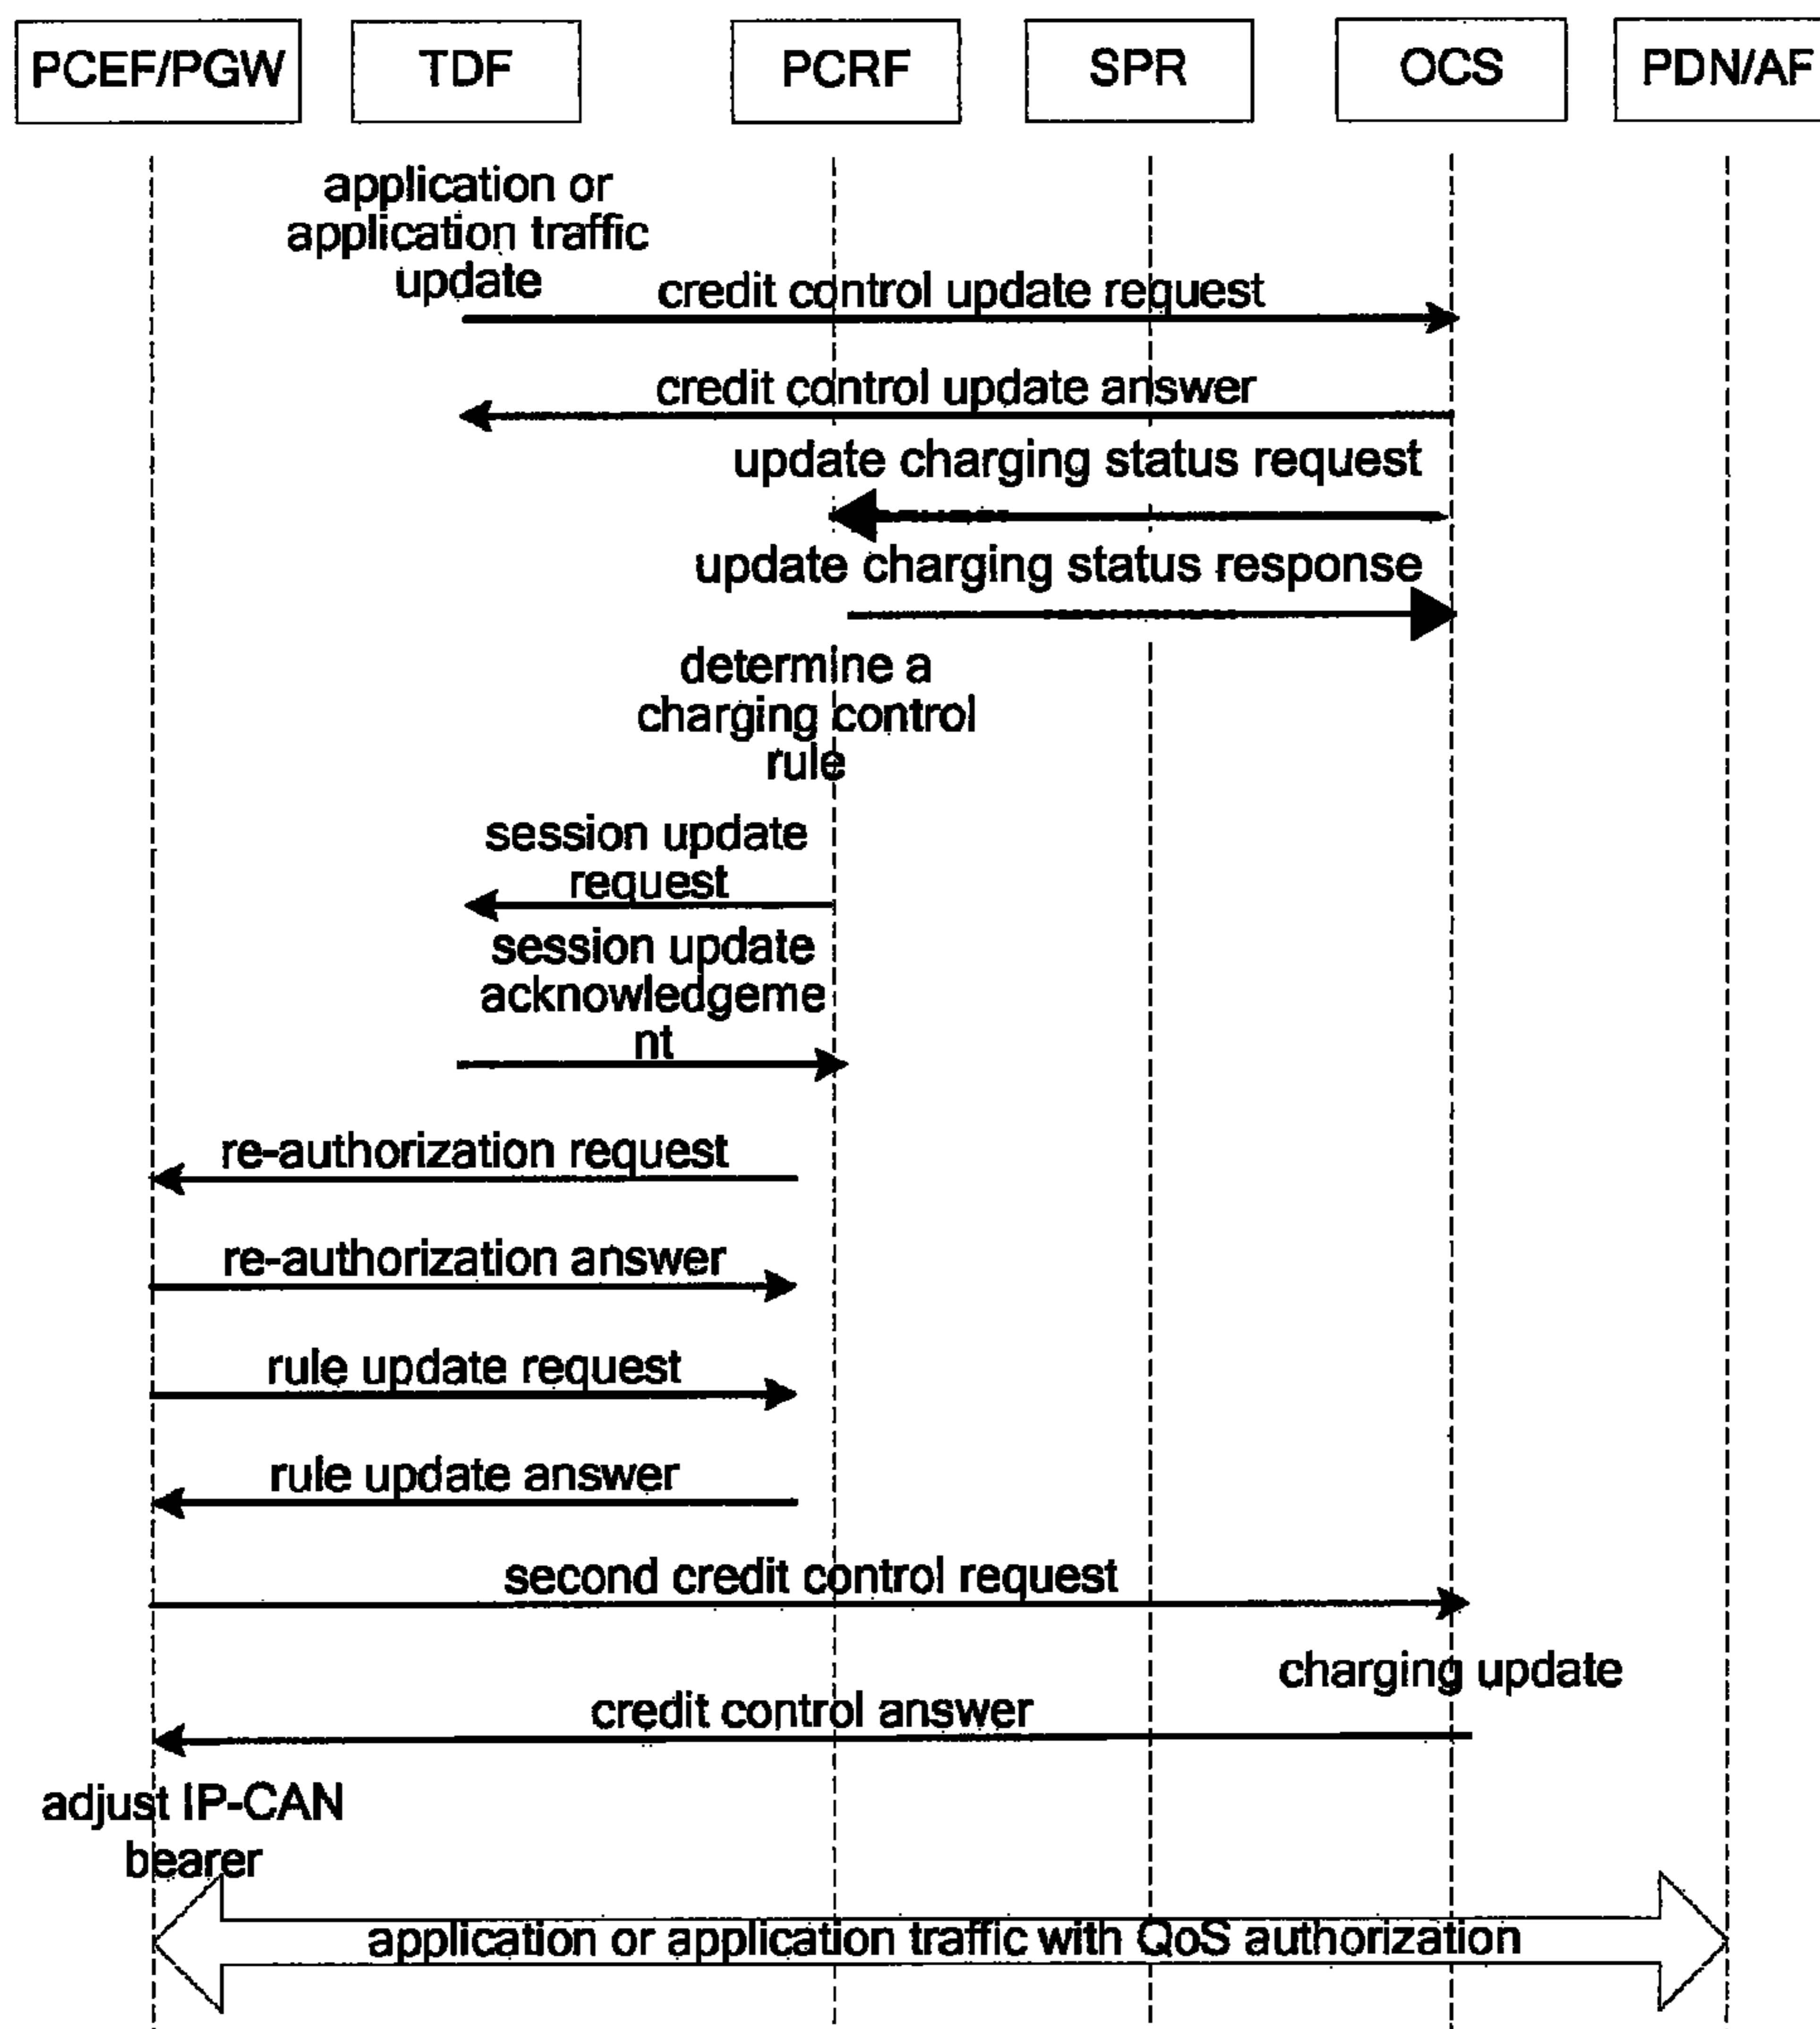 PCEF/PGW
TDF
PCRF
SPR
OCS
PDN/AF
application or
application traffic
update
credit control update request
credit control update answer
update charging status request
update charging status response
determine a
charging control
rule
session update
request
session update
acknowledgeme
nt
re-authorization request
re-authorization answer
rule update request
rule update answer
second credit control request
charging update
credit control answer
adjust IP-CAN
bearer
application or application traffic with QoS authorization